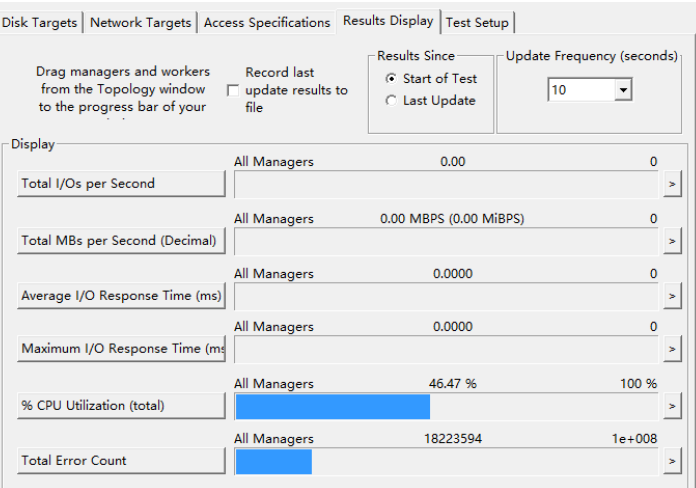 Disk Targets Network Targets Access Specifications Results Display Test Setup
Drag managers and workers
from the Topology window
to the progress bar of your
Record last
update results to
file
Results Since
Start of Test
Last Update
Update Frequency (seconds)
10
Display
All Managers 0.00 0
Total I/Os per Second >
All Managers 0.00 MBPS (0.00 MiBPS) 0
Total MBs per Second (Decimal) >
All Managers 0.0000 0
Average I/O Response Time (ms) >
All Managers 0.0000 0
Maximum I/O Response Time (ms >
All Managers 46.47 % 100 %
% CPU Utilization (total) >
All Managers 18223594 1e+008
Total Error Count >